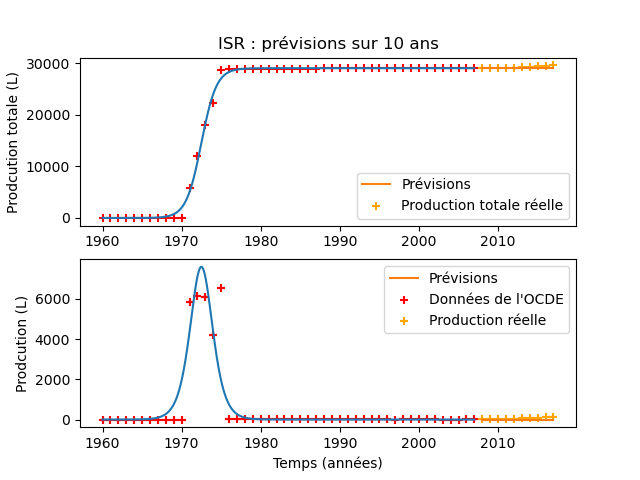 ISR : prévisions sur 10 ans
Prodcution totale (L)
30000
20000
10000
0
Prévisions
Production totale réelle
1960 1970 1980 1990 2000 2010
Prodcution (L)
6000
4000
2000
0
Prévisions
Données de l'OCDE
Production réelle
1960 1970 1980 1990 2000 2010
Temps (années)